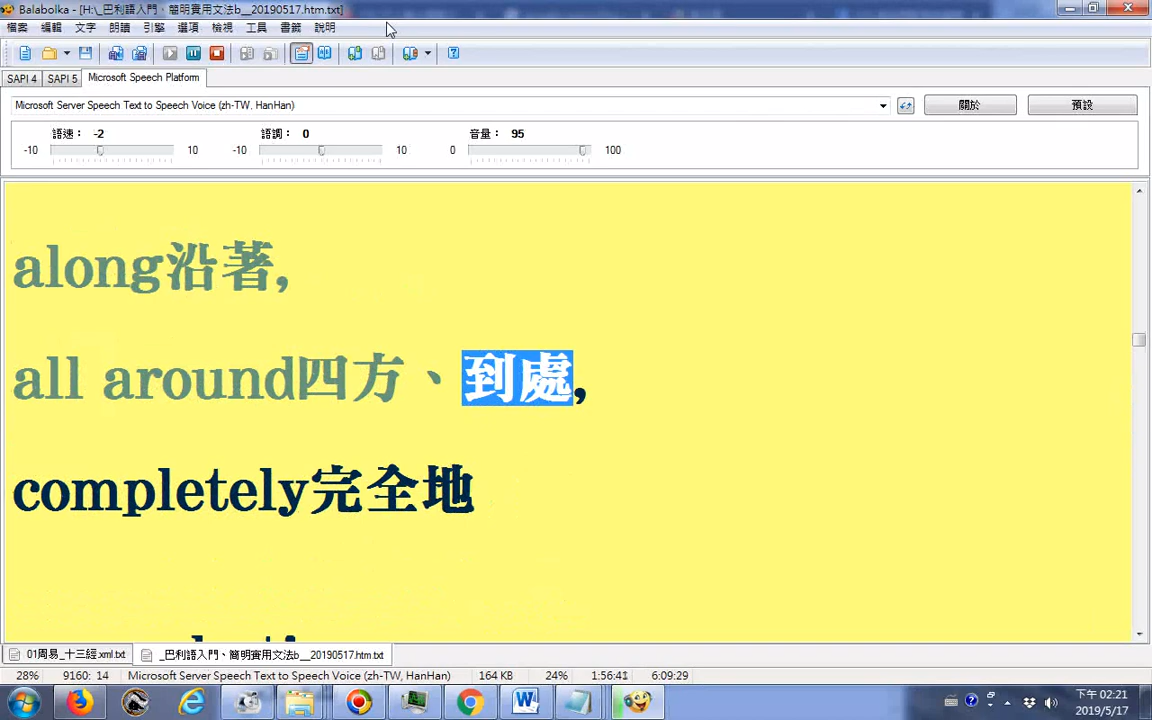 Balabolka - [H:\_巴利語入門、簡明實用文法b__20190517.htm.txt]
檔案 編輯 文字 朗讀 引擎 選項 檢視 工具 書籤 說明
SAPI 4 SAPI 5 Microsoft Speech Platform
Microsoft Server Speech Text to Speech Voice (zh-TW, HanHan) 關於 預設
語速： -2 語調： 0 音量： 95
-10 10 -10 10 0 100
along沿著,
all around四方、到處,
completely完全地
01周易_十三經.xml.txt _巴利語入門、簡明實用文法b__20190517.htm.txt
28% 9160: 14 Microsoft Server Speech Text to Speech Voice (zh-TW, HanHan) 164 KB 24% 1:56:41 6:09:29
下午 02:21
2019/5/17